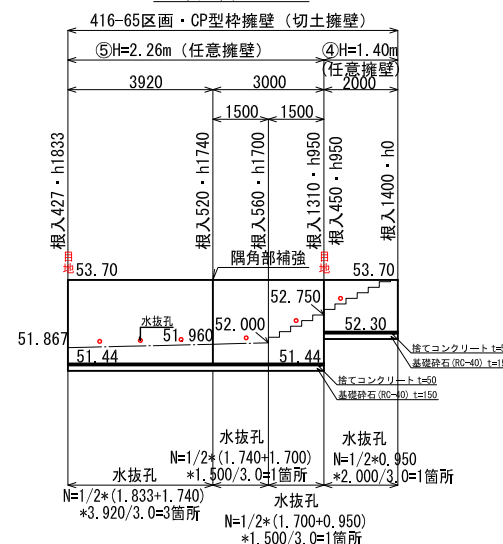 416-65区画・CP型枠擁壁 (切土擁壁)
⑤H=2.26m (任意擁壁)
④H=1.40m
(任意擁壁)
3920
3000
2000
1500
1500
根入427・h1833
根入520・h1740
根入560・h1700
根入1310・h950
根入450・h950
根入1400・h0
目地
隅角部補強
目地
53.70
53.70
52.750
水抜孔
52.000
51.960
52.30
51.867
51.44
51.44
捨てコンクリート t=5
基礎砕石(RC-40) t=15
捨てコンクリート t=50
基礎砕石(RC-40) t=150
水抜孔
N=1/2*(1.740+1.700)
*1.500/3.0=1箇所
水抜孔
N=1/2*0.950
*2.000/3.0=1箇所
水抜孔
N=1/2*(1.833+1.740)
*3.920/3.0=3箇所
水抜孔
N=1/2*(1.700+0.950)
*1.500/3.0=1箇所